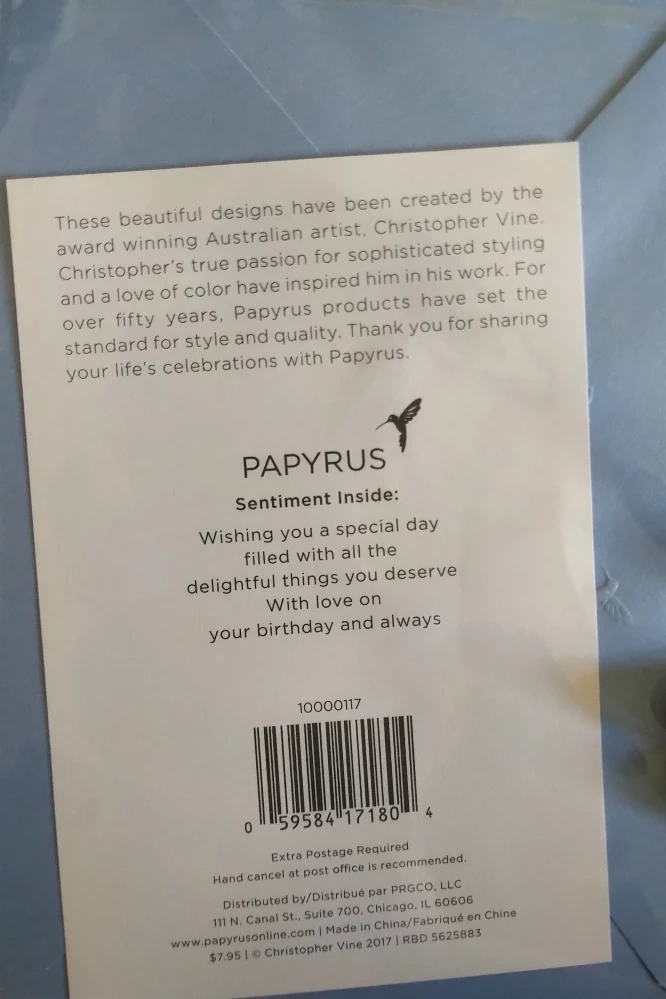 These beautiful designs have been created by the
award winning Australian artist, Christopher Vine.
Christopher's true passion for sophisticated styling
and a love of color have inspired him in his work. For
over fifty years, Papyrus products have set the
standard for style and quality. Thank you for sharing
your life's celebrations with Papyrus.
PAPYRUS
Sentiment Inside:
Wishing you a special day
filled with all the
delightful things you deserve
With love on
your birthday and always
10000117
0 59584 17180 4
Extra Postage Required
Hand cancel at post office is recommended.
Distributed by/Distribué par PRGCO, LLC
111 N. Canal St., Suite 700, Chicago, IL 60606
www.papyrusonline.com | Made in China/Fabriqué en Chine
$7.95 | © Christopher Vine 2017 | RBD 5625883